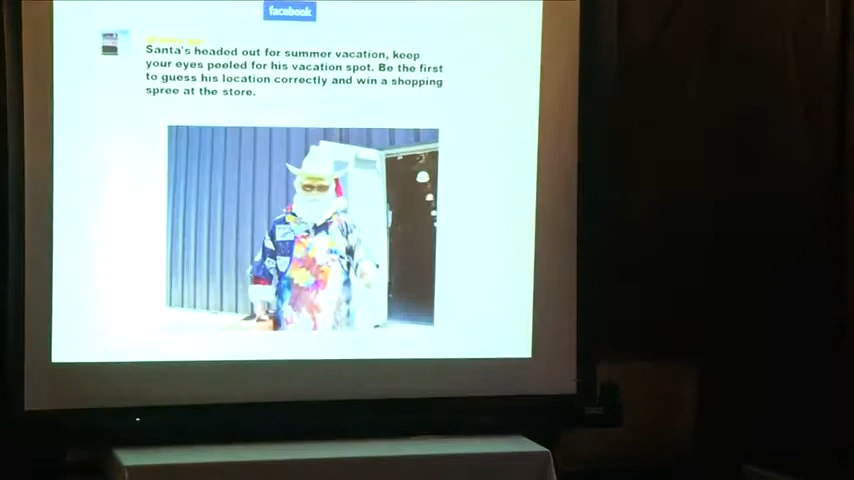 facebook
Santa's headed out for summer vacation, keep
your eyes peeled for his vacation spot. Be the first
to guess his location correctly and win a shopping
spree at the store.